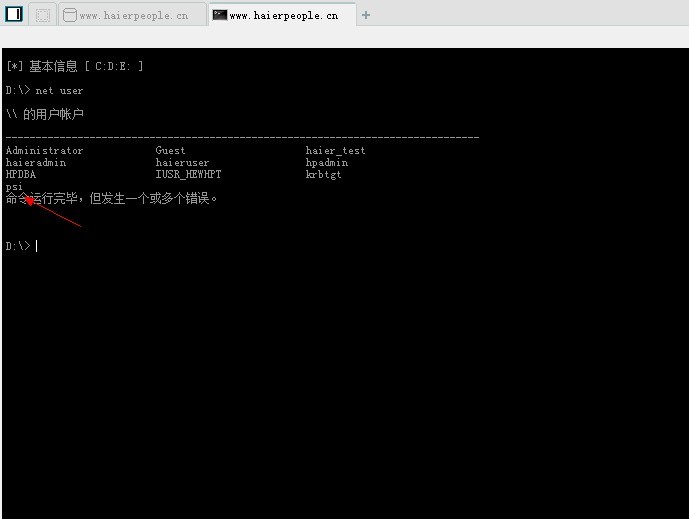 www.haierpeople.cn www.haierpeople.cn +
[*] 基本信息 [ C:D:E: ]
D:\> net user
\\ 的用户帐户
-------------------------------------------------------------------------------
Administrator Guest haier_test
haieradmin haieruser hpadmin
HPDBA IUSR_HEWHPT krbtgt
psi
命令运行完毕，但发生一个或多个错误。
D:\>